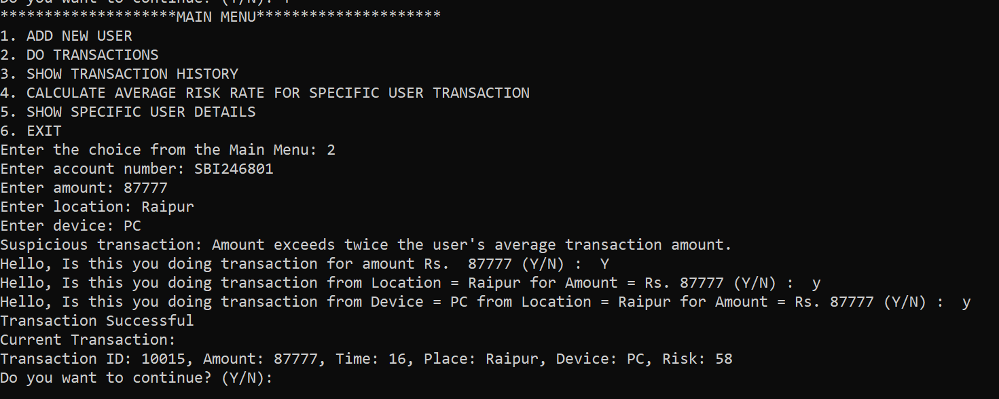 Do you want to continue? (Y/N): Y
********************MAIN MENU*********************
1. ADD NEW USER
2. DO TRANSACTIONS
3. SHOW TRANSACTION HISTORY
4. CALCULATE AVERAGE RISK RATE FOR SPECIFIC USER TRANSACTION
5. SHOW SPECIFIC USER DETAILS
6. EXIT
Enter the choice from the Main Menu: 2
Enter account number: SBI246801
Enter amount: 87777
Enter location: Raipur
Enter device: PC
Suspicious transaction: Amount exceeds twice the user's average transaction amount.
Hello, Is this you doing transaction for amount Rs.  87777 (Y/N) :  Y
Hello, Is this you doing transaction from Location = Raipur for Amount = Rs. 87777 (Y/N) :  y
Hello, Is this you doing transaction from Device = PC from Location = Raipur for Amount = Rs. 87777 (Y/N) :  y
Transaction Successful
Current Transaction:
Transaction ID: 10015, Amount: 87777, Time: 16, Place: Raipur, Device: PC, Risk: 58
Do you want to continue? (Y/N):